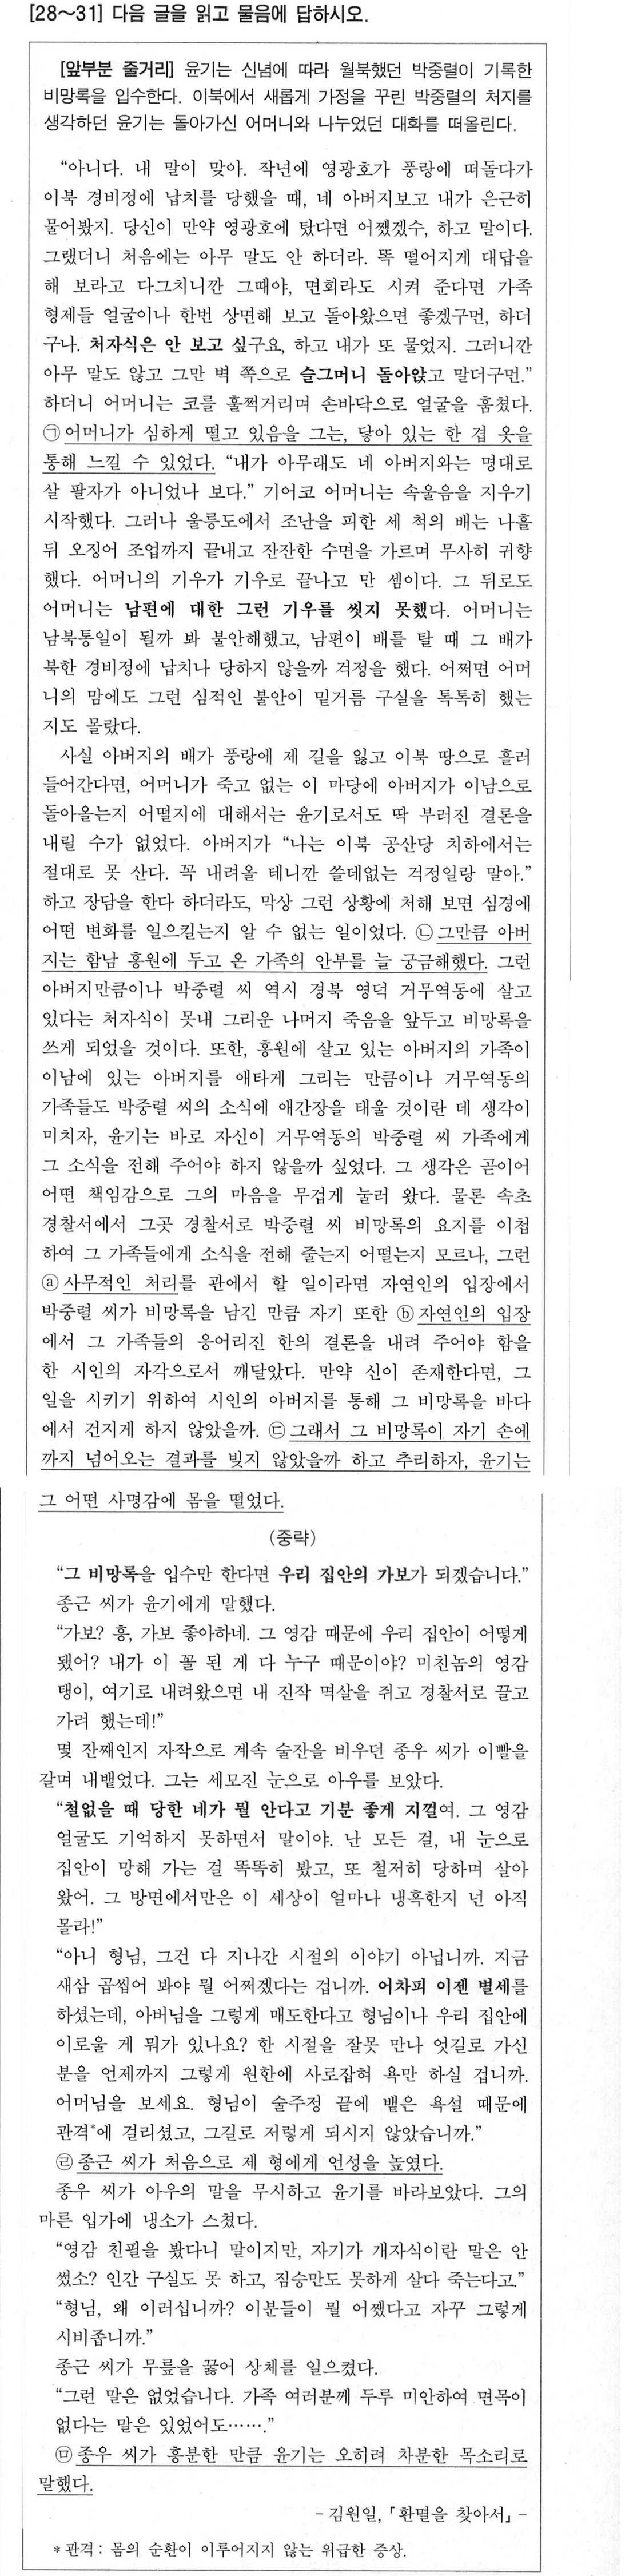 [28~31] 다음 글을 읽고 물음에 답하시오.
[앞부분 줄거리] 윤기는 신념에 따라 월북했던 박중렬이 기록한
비망록을 입수한다. 이북에서 새롭게 가정을 꾸린 박중렬의 처지를
생각하던 윤기는 돌아가신 어머니와 나누었던 대화를 떠올린다.
“아니다. 내 말이 맞아. 작년에 영광호가 풍랑에 떠돌다가
이북 경비정에 납치를 당했을 때, 네 아버지보고 내가 은근히
물어봤지. 당신이 만약 영광호에 탔다면 어쨌겠수, 하고 말이다.
그랬더니 처음에는 아무 말도 안 하더라. 똑 떨어지게 대답을
해 보라고 다그치니깐 그때야, 면회라도 시켜 준다면 가족
형제들 얼굴이나 한번 상면해 보고 돌아왔으면 좋겠구먼, 하더
구나. 처자식은 안 보고 싶구요, 하고 내가 또 물었지. 그러니깐
아무 말도 않고 그만 벽 쪽으로 슬그머니 돌아앉고 말더구먼.”
하더니 어머니는 코를 훌쩍거리며 손바닥으로 얼굴을 훔쳤다.
㉠어머니가 심하게 떨고 있음을 그는, 닿아 있는 한 겹 옷을
통해 느낄 수 있었다. “내가 아무래도 네 아버지와는 명대로
살 팔자가 아니었나 보다.” 기어코 어머니는 속울음을 지우기
시작했다. 그러나 울릉도에서 조난을 피한 세 척의 배는 나흘
뒤 오징어 조업까지 끝내고 잔잔한 수면을 가르며 무사히 귀향
했다. 어머니의 기우가 기우로 끝나고 만 셈이다. 그 뒤로도
어머니는 남편에 대한 그런 기우를 씻지 못했다. 어머니는
남북통일이 될까 봐 불안해했고, 남편이 배를 탈 때 그 배가
북한 경비정에 납치나 당하지 않을까 걱정을 했다. 어쩌면 어머
니의 맘에도 그런 심적인 불안이 밑거름 구실을 톡톡히 했는
지도 몰랐다.
사실 아버지의 배가 풍랑에 제 길을 잃고 이북 땅으로 흘러
들어간다면, 어머니가 죽고 없는 이 마당에 아버지가 이남으로
돌아올는지 어떨지에 대해서는 윤기로서도 딱 부러진 결론을
내릴 수가 없었다. 아버지가 “나는 이북 공산당 치하에서는
절대로 못 산다. 꼭 내려올 테니깐 쓸데없는 걱정일랑 말아.”
하고 장담을 한다 하더라도, 막상 그런 상황에 처해 보면 심경에
어떤 변화를 일으킬는지 알 수 없는 일이었다. ㉡그만큼 아버
지는 함남 홍원에 두고 온 가족의 안부를 늘 궁금해했다. 그런
아버지만큼이나 박중렬 씨 역시 경북 영덕 거무역동에 살고
있다는 처자식이 못내 그리운 나머지 죽음을 앞두고 비망록을
쓰게 되었을 것이다. 또한, 홍원에 살고 있는 아버지의 가족이
이남에 있는 아버지를 애타게 그리는 만큼이나 거무역동의
가족들도 박중렬 씨의 소식에 애간장을 태울 것이란 데 생각이
미치자, 윤기는 바로 자신이 거무역동의 박중렬 씨 가족에게
그 소식을 전해 주어야 하지 않을까 싶었다. 그 생각은 곧이어
어떤 책임감으로 그의 마음을 무겁게 눌러 왔다. 물론 속초
경찰서에서 그곳 경찰서로 박중렬 씨 비망록의 요지를 이첩
하여 그 가족들에게 소식을 전해 줄는지 어떨는지 모르나, 그런
ⓐ사무적인 처리를 관에서 할 일이라면 자연인의 입장에서
박중렬 씨가 비망록을 남긴 만큼 자기 또한 ⓑ자연인의 입장
에서 그 가족들의 응어리진 한의 결론을 내려 주어야 함을
한 시인의 자각으로서 깨달았다. 만약 신이 존재한다면, 그
일을 시키기 위하여 시인의 아버지를 통해 그 비망록을 바다
에서 건지게 하지 않았을까. ㉢그래서 그 비망록이 자기 손에
까지 넘어오는 결과를 빚지 않았을까 하고 추리하자, 윤기는
그 어떤 사명감에 몸을 떨었다.
(중략)
“그 비망록을 입수만 한다면 우리 집안의 가보가 되겠습니다.”
종근 씨가 윤기에게 말했다.
“가보? 흥, 가보 좋아하네. 그 영감 때문에 우리 집안이 어떻게
됐어? 내가 이 꼴 된 게 다 누구 때문이야? 미친놈의 영감
탱이, 여기로 내려왔으면 내 진작 멱살을 쥐고 경찰서로 끌고
가려 했는데!”
몇 잔째인지 자작으로 계속 술잔을 비우던 종우 씨가 이빨을
갈며 내뱉었다. 그는 세모진 눈으로 아우를 보았다.
“철없을 때 당한 네가 뭘 안다고 기분 좋게 지껄여. 그 영감
얼굴도 기억하지 못하면서 말이야. 난 모든 걸, 내 눈으로
집안이 망해 가는 걸 똑똑히 봤고, 또 철저히 당하며 살아
왔어. 그 방면에서만은 이 세상이 얼마나 냉혹한지 넌 아직
몰라!”
“아니 형님, 그건 다 지나간 시절의 이야기 아닙니까. 지금
새삼 곱씹어 봐야 뭘 어쩌겠다는 겁니까. 어차피 이젠 별세를
하셨는데, 아버님을 그렇게 매도한다고 형님이나 우리 집안에
이로울 게 뭐가 있나요? 한 시절을 잘못 만나 엇길로 가신
분을 언제까지 그렇게 원한에 사로잡혀 욕만 하실 겁니까.
어머님을 보세요. 형님이 술주정 끝에 뱉은 욕설 때문에
관격*에 걸리셨고, 그길로 저렇게 되시지 않았습니까.”
㉣종근 씨가 처음으로 제 형에게 언성을 높였다.
종우 씨가 아우의 말을 무시하고 윤기를 바라보았다. 그의
마른 입가에 냉소가 스쳤다.
“영감 친필을 봤다니 말이지만, 자기가 개자식이란 말은 안
썼소? 인간 구실도 못 하고, 짐승만도 못하게 살다 죽는다고.”
“형님, 왜 이러십니까? 이분들이 뭘 어쨌다고 자꾸 그렇게
시비좁니까.”
종근 씨가 무릎을 꿇어 상체를 일으켰다.
“그런 말은 없었습니다. 가족 여러분께 두루 미안하여 면목이
없다는 말은 있었어도…….”
㉤종우 씨가 흥분한 만큼 윤기는 오히려 차분한 목소리로
말했다.
- 김원일, ｢환멸을 찾아서｣ -
* 관격 : 몸의 순환이 이루어지지 않는 위급한 증상.